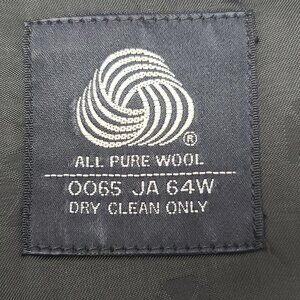 ®
ALL PURE WOOL
0065 JA 64W
DRY CLEAN ONLY